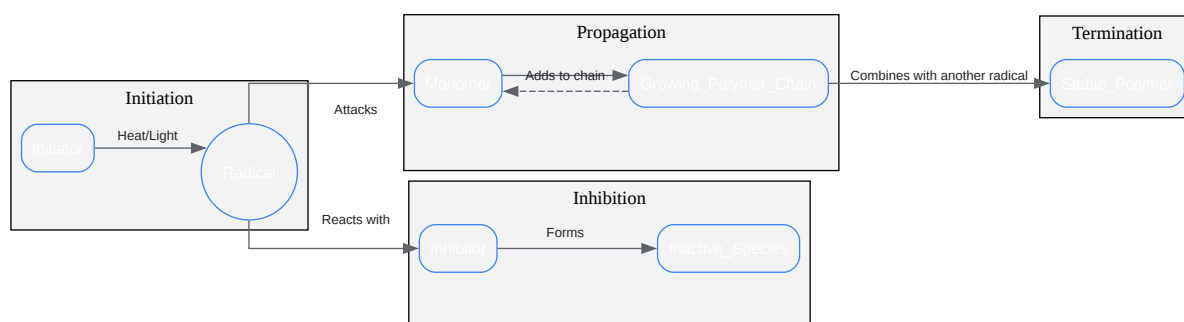 Initiation
Initiator
Heat/Light
Radical
Attacks
Reacts with
Propagation
Monomer
Adds to chain
Growing_Polymer_Chain
Combines with another radical
Termination
Stable_Polymer
Inhibition
Inhibitor
Forms
Inactive_Species